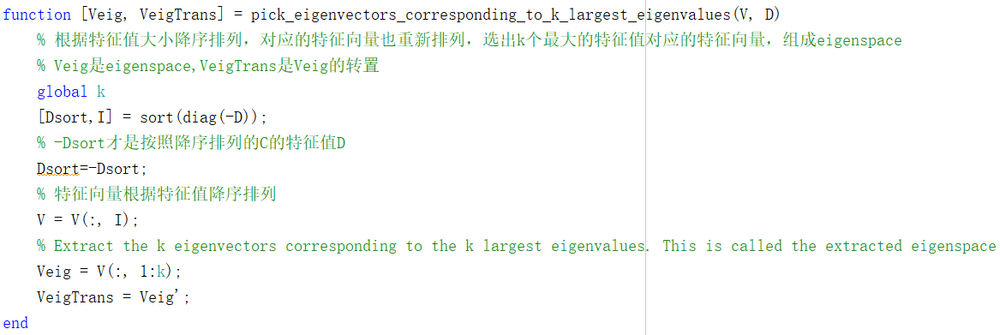 function [Veig, VeigTrans] = pick_eigenvectors_corresponding_to_k_largest_eigenvalues(V, D)
% 根据特征值大小降序排列，对应的特征向量也重新排列，选出k个最大的特征值对应的特征向量，组成eigenspace
% Veig是eigenspace,VeigTrans是Veig的转置
global k
[Dsort,I] = sort(diag(-D));
% -Dsort才是按照降序排列的C的特征值D
Dsort=-Dsort;
% 特征向量根据特征值降序排列
V = V(:, I);
% Extract the k eigenvectors corresponding to the k largest eigenvalues. This is called the extracted eigenspace
Veig = V(:, 1:k);
VeigTrans = Veig';
end